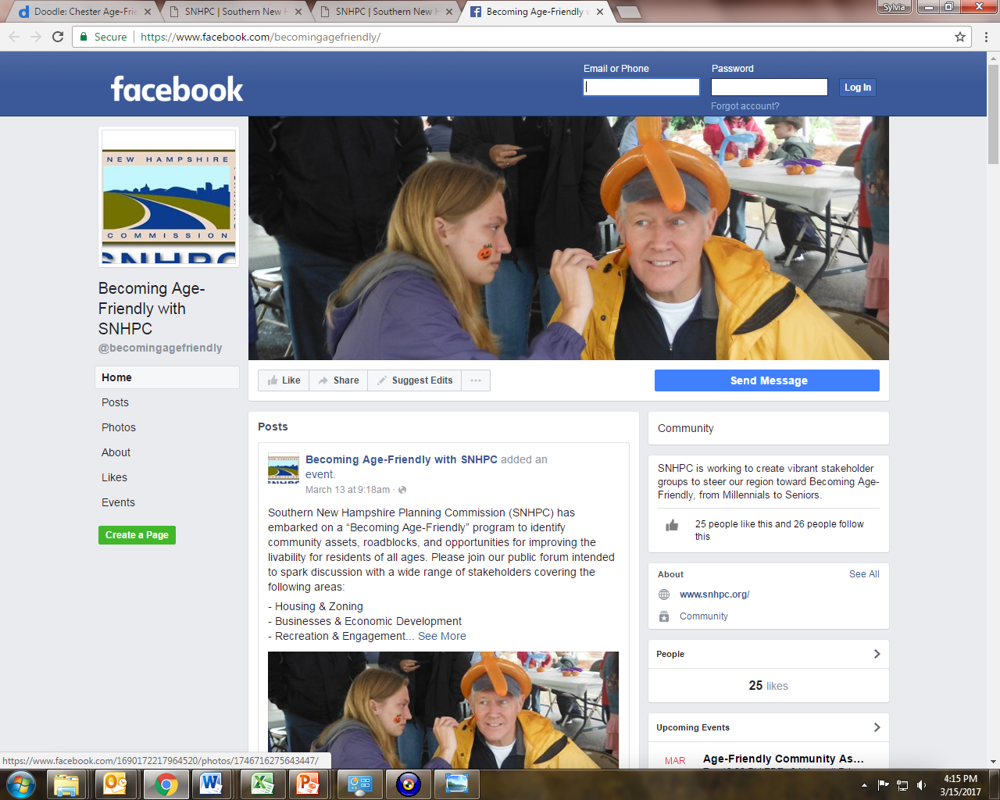 Doodle: Chester Age-Frie
SNHPC | Southern New H
SNHPC | Southern New H
Becoming Age-Friendly w
Sylvia
Secure
https://www.facebook.com/becomingagefriendly/
facebook
Email or Phone
Password
Log In
Forgot account?
NEW HAMPSHIRE
COMMISSION
SNHPC
Becoming Age-
Friendly with
SNHPC
@becomingagefriendly
Home
Posts
Photos
About
Likes
Events
Create a Page
Like
Share
Suggest Edits
Send Message
Posts
Becoming Age-Friendly with SNHPC added an
event.
March 13 at 9:18am ·
Southern New Hampshire Planning Commission (SNHPC) has
embarked on a “Becoming Age-Friendly” program to identify
community assets, roadblocks, and opportunities for improving the
livability for residents of all ages. Please join our public forum intended
to spark discussion with a wide range of stakeholders covering the
following areas:
- Housing & Zoning
- Businesses & Economic Development
- Recreation & Engagement... See More
Community
SNHPC is working to create vibrant stakeholder
groups to steer our region toward Becoming Age-
Friendly, from Millennials to Seniors.
25 people like this and 26 people follow
this
About
See All
www.snhpc.org/
Community
People
25 likes
Upcoming Events
MAR
Age-Friendly Community As...
https://www.facebook.com/1690172217964520/photos/1746716275643447/
4:15 PM
3/15/2017